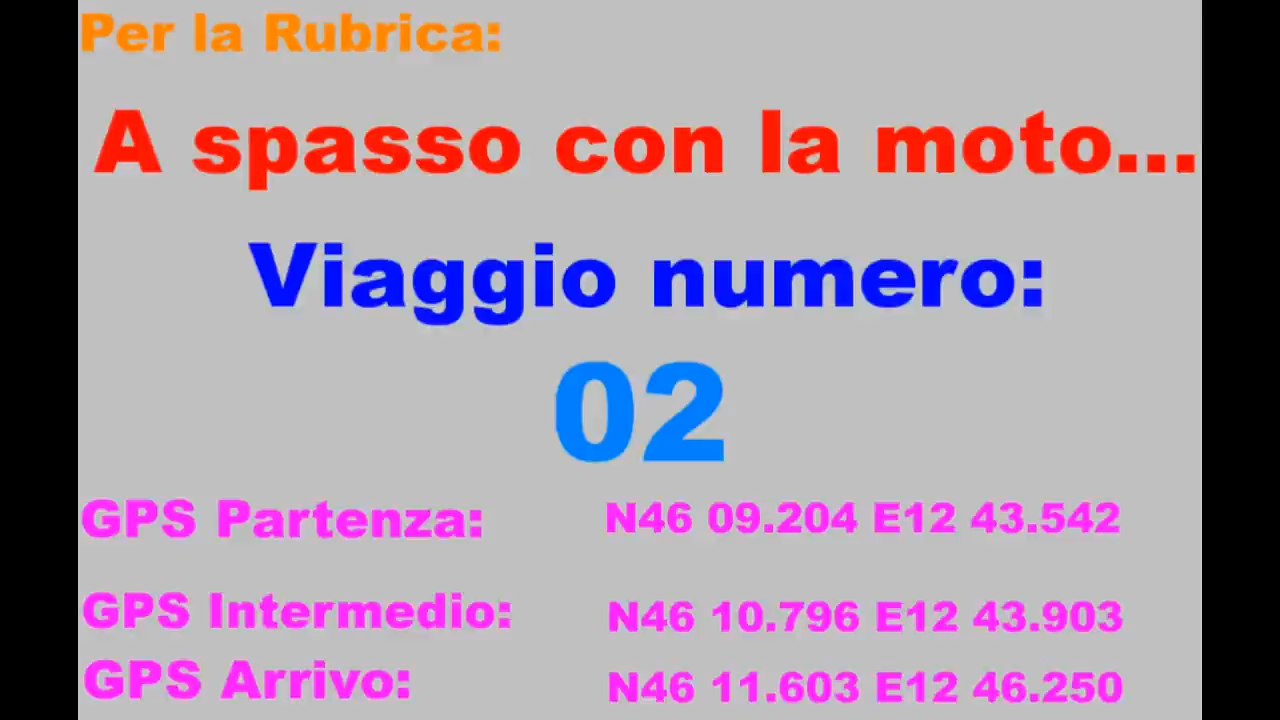 Per la Rubrica:
A spasso con la moto...
Viaggio numero:
02
GPS Partenza: N46 09.204 E12 43.542
GPS Intermedio: N46 10.796 E12 43.903
GPS Arrivo: N46 11.603 E12 46.250